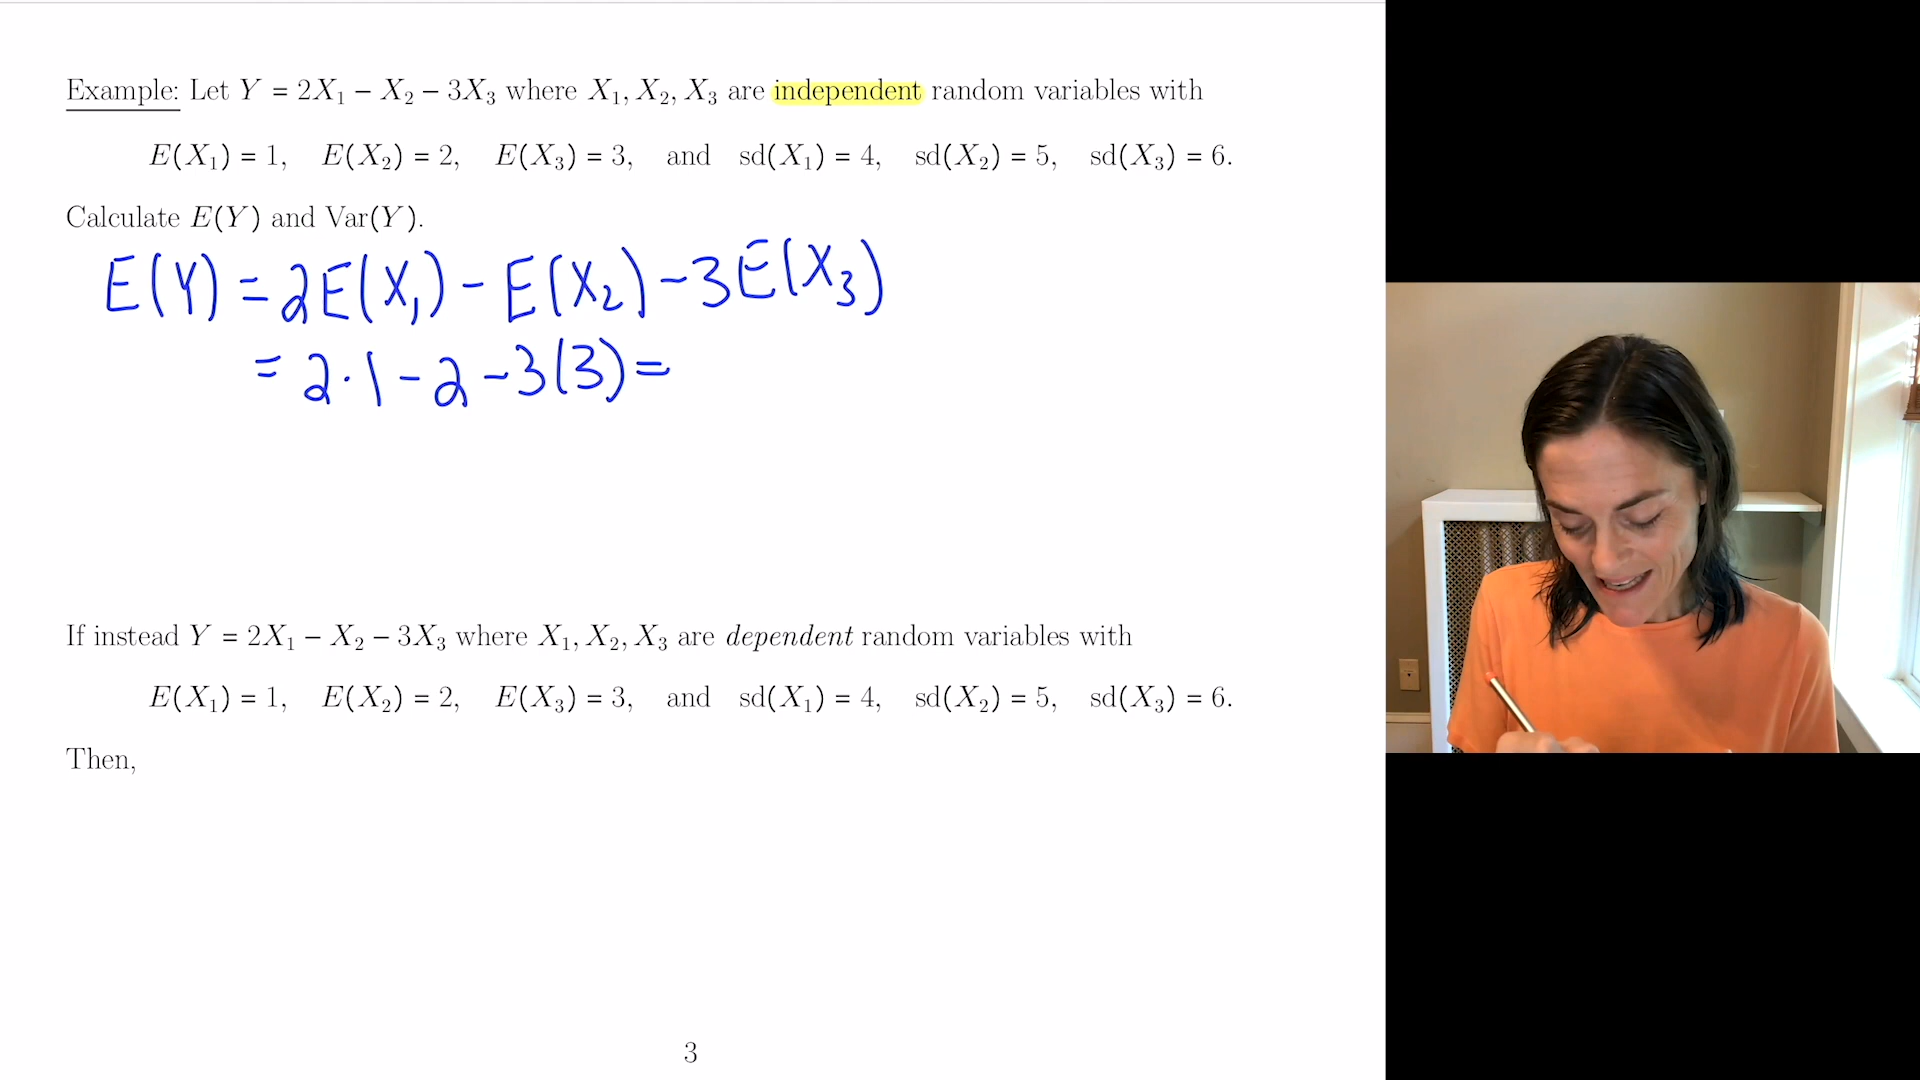 Example: Let Y = 2X₁ − X₂ − 3X₃ where X₁, X₂, X₃ are independent random variables with
E(X₁) = 1, E(X₂) = 2, E(X₃) = 3, and sd(X₁) = 4, sd(X₂) = 5, sd(X₃) = 6.
Calculate E(Y) and Var(Y).
E(Y) = 2E(X₁) − E(X₂) − 3E(X₃)
= 2·1 − 2 − 3(3) =
If instead Y = 2X₁ − X₂ − 3X₃ where X₁, X₂, X₃ are dependent random variables with
E(X₁) = 1, E(X₂) = 2, E(X₃) = 3, and sd(X₁) = 4, sd(X₂) = 5, sd(X₃) = 6.
Then,
3